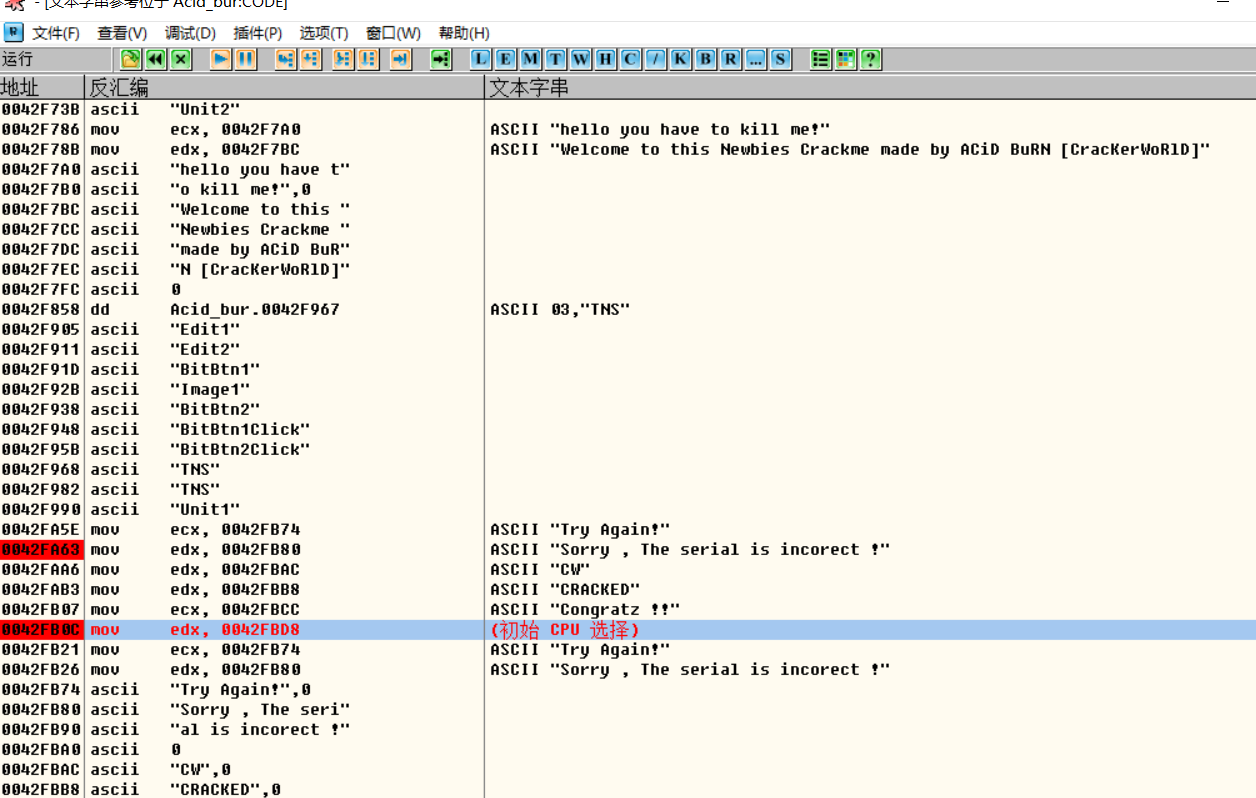 - [文本字串参考位于 Acid_bur:CODE]
文件(F) 查看(V) 调试(D) 插件(P) 选项(T) 窗口(W) 帮助(H)
运行 L E M T W H C / K B R ... S ?
地址 反汇编 文本字串
0042F73B ascii "Unit2"
0042F786 mov ecx, 0042F7A0 ASCII "hello you have to kill me!"
0042F78B mov edx, 0042F7BC ASCII "Welcome to this Newbies Crackme made by ACiD BuRN [CracKerWoRlD]"
0042F7A0 ascii "hello you have t"
0042F7B0 ascii "o kill me!",0
0042F7BC ascii "Welcome to this "
0042F7CC ascii "Newbies Crackme "
0042F7DC ascii "made by ACiD BuR"
0042F7EC ascii "N [CracKerWoRlD]"
0042F7FC ascii 0
0042F858 dd Acid_bur.0042F967 ASCII 03,"TNS"
0042F905 ascii "Edit1"
0042F911 ascii "Edit2"
0042F91D ascii "BitBtn1"
0042F92B ascii "Image1"
0042F938 ascii "BitBtn2"
0042F948 ascii "BitBtn1Click"
0042F95B ascii "BitBtn2Click"
0042F968 ascii "TNS"
0042F982 ascii "TNS"
0042F990 ascii "Unit1"
0042FA5E mov ecx, 0042FB74 ASCII "Try Again!"
0042FA63 mov edx, 0042FB80 ASCII "Sorry , The serial is incorect !"
0042FAA6 mov edx, 0042FBAC ASCII "CW"
0042FAB3 mov edx, 0042FBB8 ASCII "CRACKED"
0042FB07 mov ecx, 0042FBCC ASCII "Congratz !!"
0042FB0C mov edx, 0042FBD8 (初始 CPU 选择)
0042FB21 mov ecx, 0042FB74 ASCII "Try Again!"
0042FB26 mov edx, 0042FB80 ASCII "Sorry , The serial is incorect !"
0042FB74 ascii "Try Again!",0
0042FB80 ascii "Sorry , The seri"
0042FB90 ascii "al is incorect !"
0042FBA0 ascii 0
0042FBAC ascii "CW",0
0042FBB8 ascii "CRACKED",0